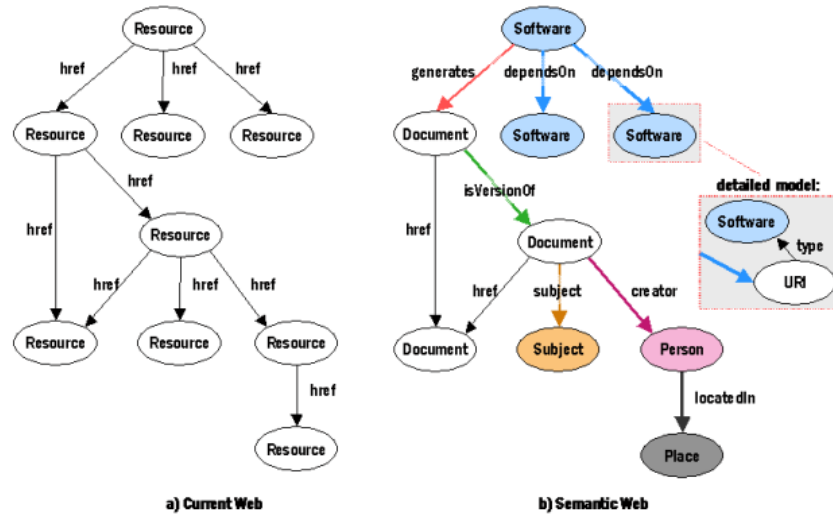 Resource
href
href
href
Resource
Resource
Resource
href
href
Resource
href
href
href
Resource
Resource
Resource
href
Resource
a) Current Web
Software
generates
dependsOn
dependsOn
Document
Software
Software
isVersionOf
href
Document
href
subject
creator
Document
Subject
Person
locatedIn
Place
detailed model:
Software
type
URI
b) Semantic Web